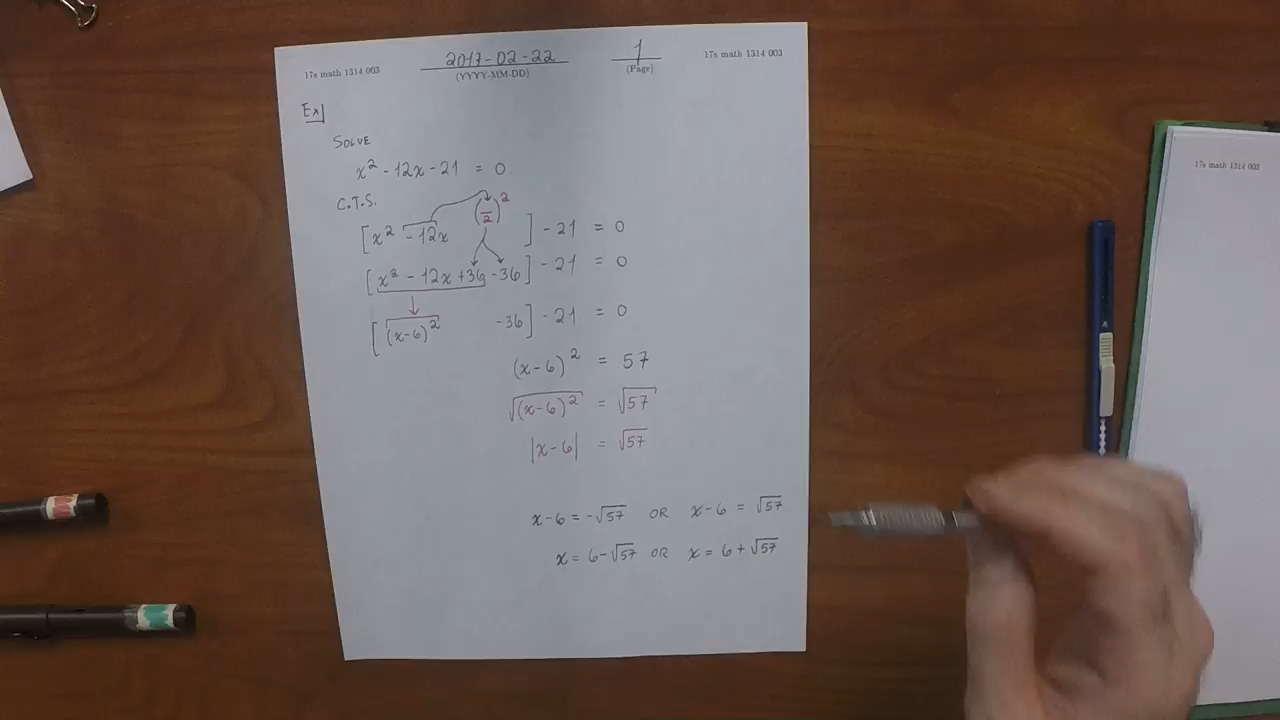 17s math 1314 003 2017-02-22 1 17s math 1314 003
(YYYY-MM-DD) (Page)
Ex
SOLVE
x² - 12x - 21 = 0
C.T.S.
[x² - 12x (/2)² ] - 21 = 0
[x² - 12x + 36 - 36] - 21 = 0
[(x-6)² -36] - 21 = 0
(x-6)² = 57
√(x-6)² = √57
|x-6| = √57
x-6 = -√57 OR x-6 = √57
x = 6-√57 OR x = 6+√57
17s math 1314 003